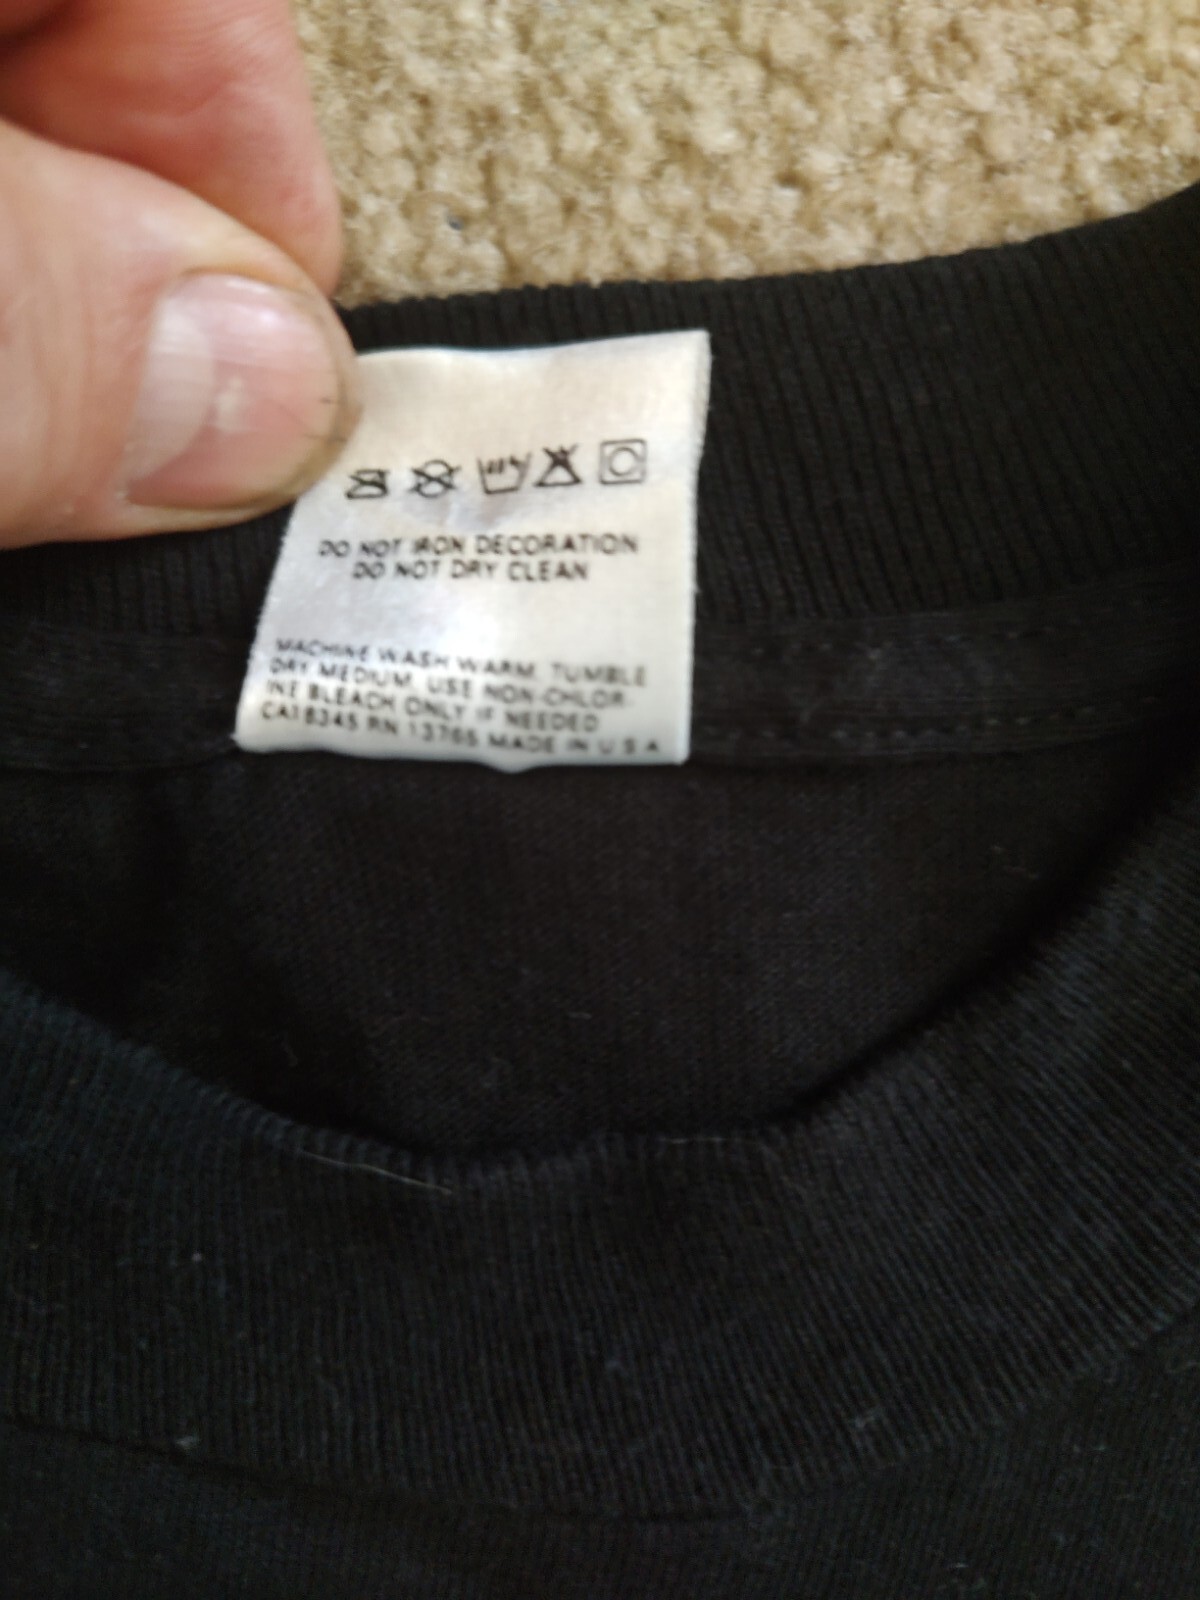 DO NOT IRON DECORATION
DO NOT DRY CLEAN
MACHINE WASH WARM, TUMBLE
DRY MEDIUM, USE NON-CHLOR-
INE BLEACH ONLY IF NEEDED
CA16345 RN 13765 MADE IN U S A